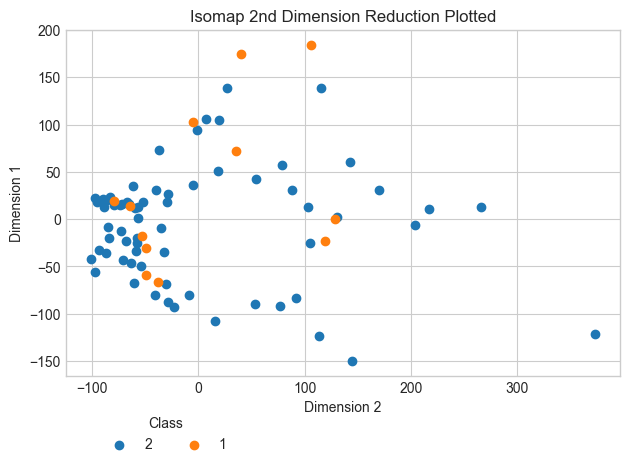 Isomap 2nd Dimension Reduction Plotted
200
150
100
50
0
−50
−100
−150
Dimension 1
−100 0 100 200 300
Dimension 2
Class
2 1